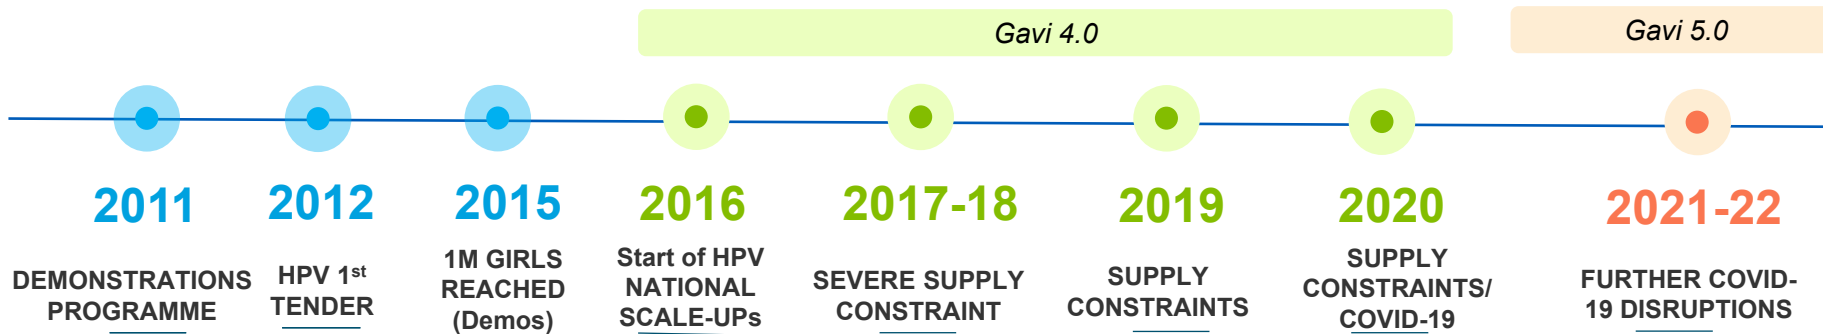 Gavi 4.0
Gavi 5.0
2011
DEMONSTRATIONS
PROGRAMME
2012
HPV 1st
TENDER
2015
1M GIRLS
REACHED
(Demos)
2016
Start of HPV
NATIONAL
SCALE-UPs
2017-18
SEVERE SUPPLY
CONSTRAINT
2019
SUPPLY
CONSTRAINTS
2020
SUPPLY
CONSTRAINTS/
COVID-19
2021-22
FURTHER COVID-
19 DISRUPTIONS